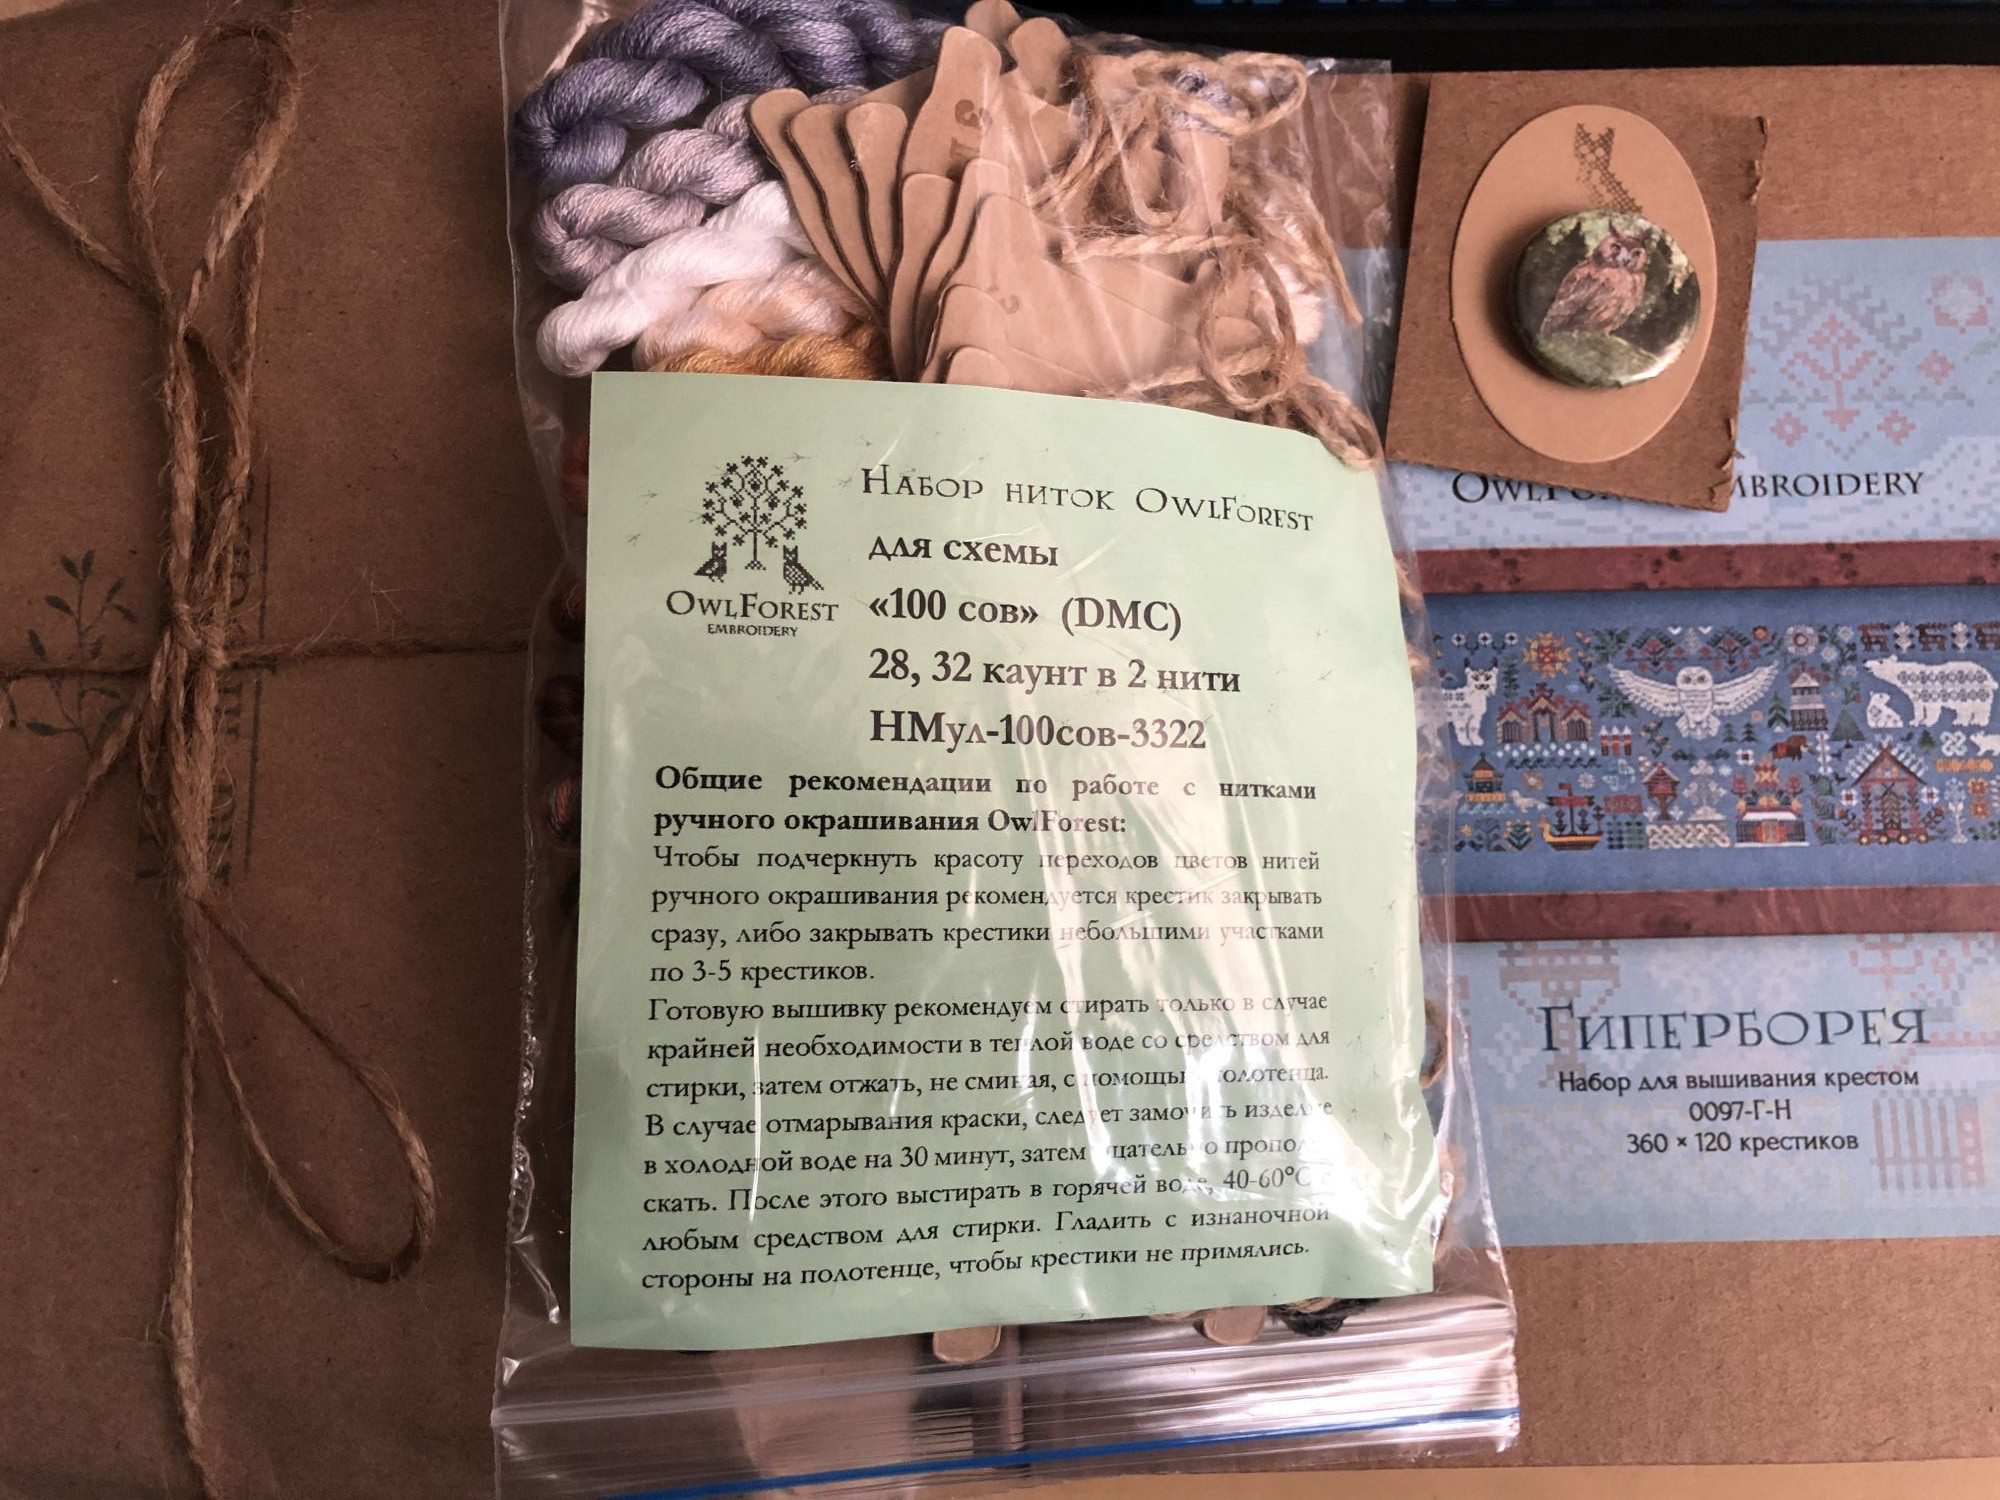 OwlForest
EMBROIDERY
Набор ниток OwlForest
для схемы
«100 сов» (DMC)
28, 32 каунт в 2 нити
НМул-100сов-3322
Общие рекомендации по работе с нитками
ручного окрашивания OwlForest:
Чтобы подчеркнуть красоту переходов цветов нитей
ручного окрашивания рекомендуется крестик закрывать
сразу, либо закрывать крестики небольшими участками
по 3-5 крестиков.
Готовую вышивку рекомендуем стирать только в случае
крайней необходимости в теплой воде со средством для
стирки, затем отжать, не сминая, с помощью полотенца.
В случае отмарывания краски, следует замочить изделие
в холодной воде на 30 минут, затем тщательно пропо-
скать. После этого выстирать в горячей воде, 40-60°C с
любым средством для стирки. Гладить с изнаночной
стороны на полотенце, чтобы крестики не примялись.
Гиперборея
Набор для вышивания крестом
0097-Г-Н
360 × 120 крестиков